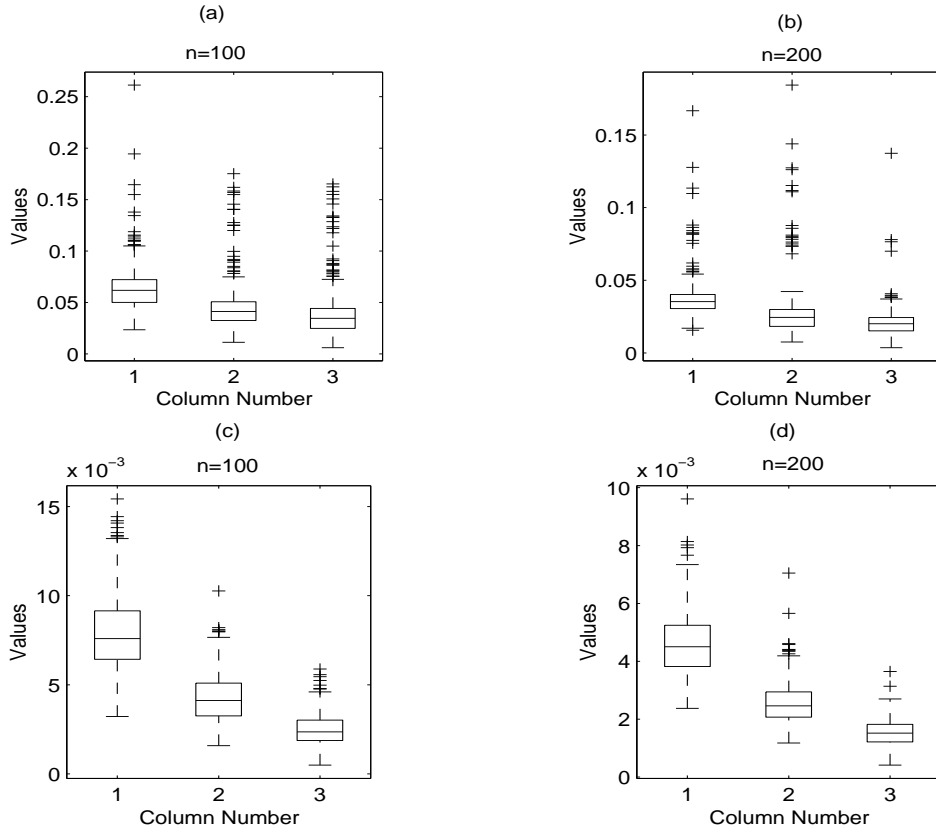 (a)
n=100
0.25
0.2
0.15
0.1
0.05
0
Values
1 2 3
Column Number
(b)
n=200
0.15
0.1
0.05
0
Values
1 2 3
Column Number
(c)
x 10⁻³
n=100
15
10
5
0
Values
1 2 3
Column Number
(d)
x 10⁻³
n=200
10
8
6
4
2
0
Values
1 2 3
Column Number